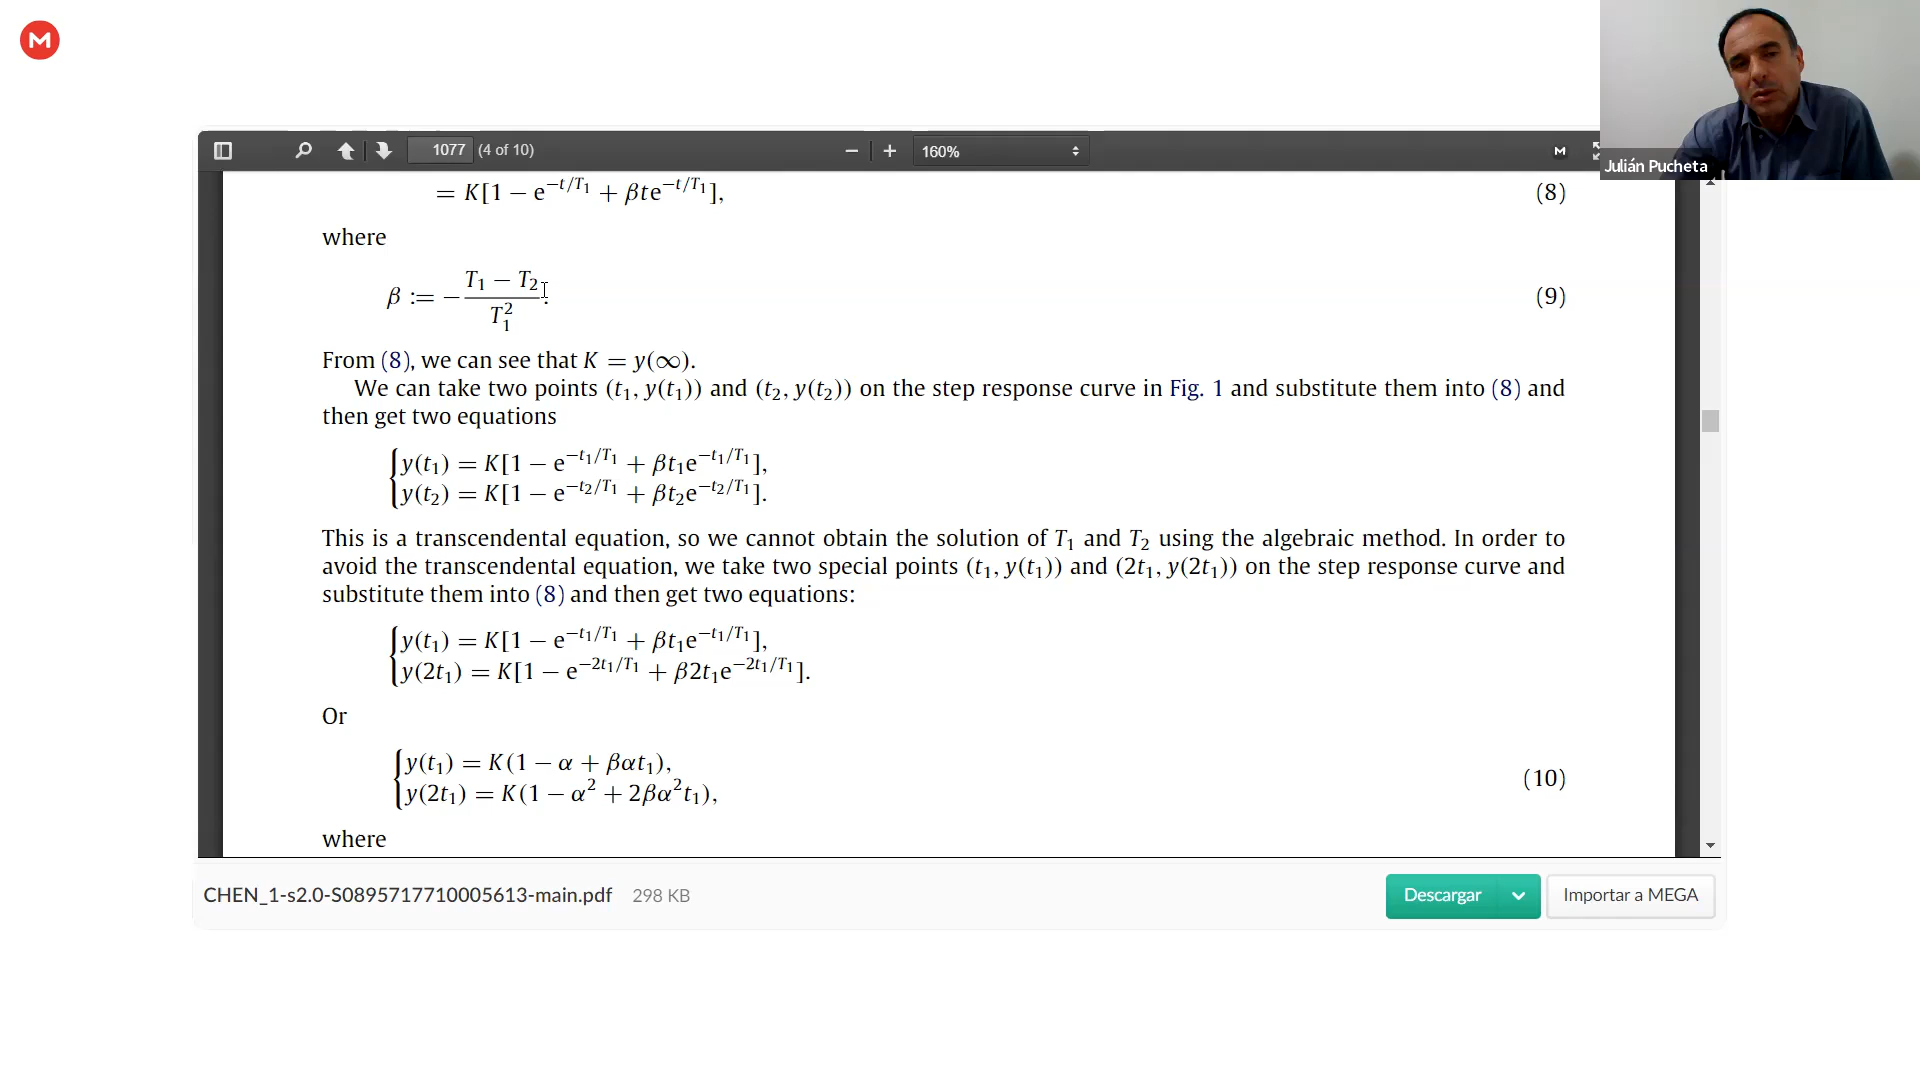 M
1077 (4 of 10)
160%
M
Julián Pucheta
= K[1 − e^{−t/T₁} + βte^{−t/T₁}], (8)
where
β := − (T₁ − T₂) / T₁². (9)
From (8), we can see that K = y(∞).
We can take two points (t₁, y(t₁)) and (t₂, y(t₂)) on the step response curve in Fig. 1 and substitute them into (8) and
then get two equations
y(t₁) = K[1 − e^{−t₁/T₁} + βt₁e^{−t₁/T₁}],
y(t₂) = K[1 − e^{−t₂/T₁} + βt₂e^{−t₂/T₁}].
This is a transcendental equation, so we cannot obtain the solution of T₁ and T₂ using the algebraic method. In order to
avoid the transcendental equation, we take two special points (t₁, y(t₁)) and (2t₁, y(2t₁)) on the step response curve and
substitute them into (8) and then get two equations:
y(t₁) = K[1 − e^{−t₁/T₁} + βt₁e^{−t₁/T₁}],
y(2t₁) = K[1 − e^{−2t₁/T₁} + β2t₁e^{−2t₁/T₁}].
Or
y(t₁) = K(1 − α + βαt₁),
y(2t₁) = K(1 − α² + 2βα²t₁), (10)
where
CHEN_1-s2.0-S0895717710005613-main.pdf 298 KB
Descargar
Importar a MEGA